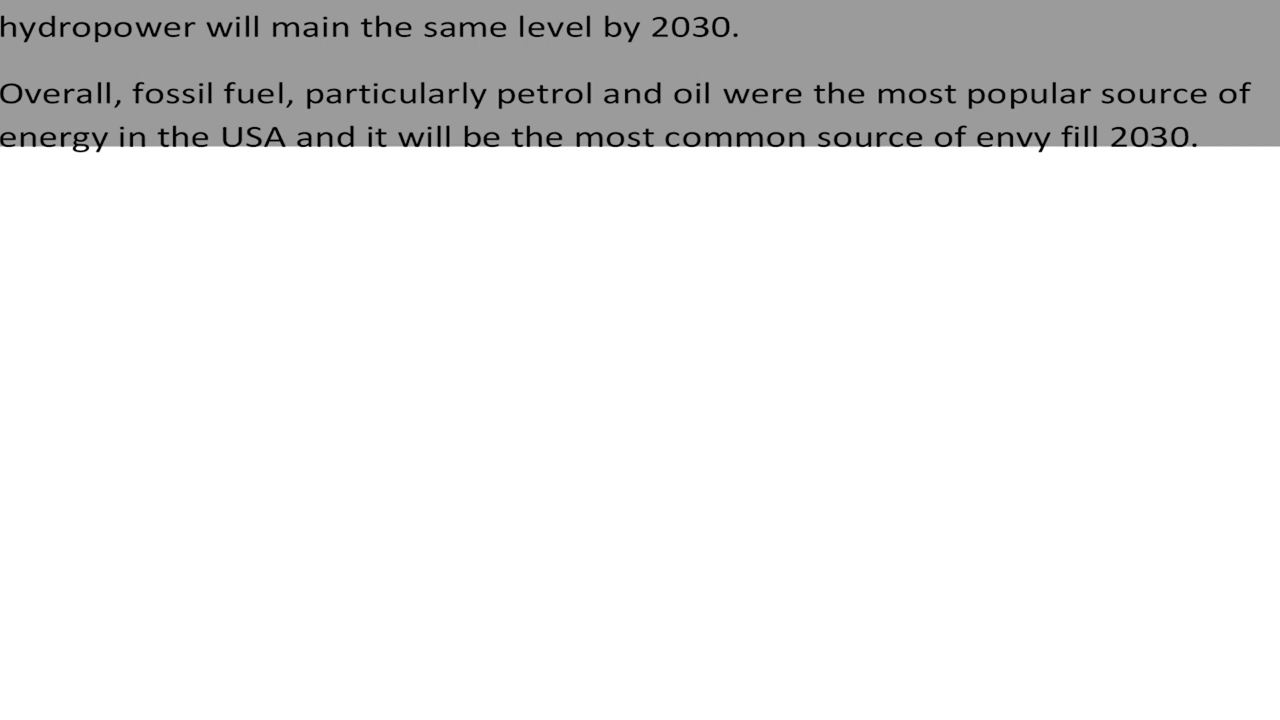 hydropower will main the same level by 2030.
Overall, fossil fuel, particularly petrol and oil were the most popular source of
energy in the USA and it will be the most common source of envy fill 2030.